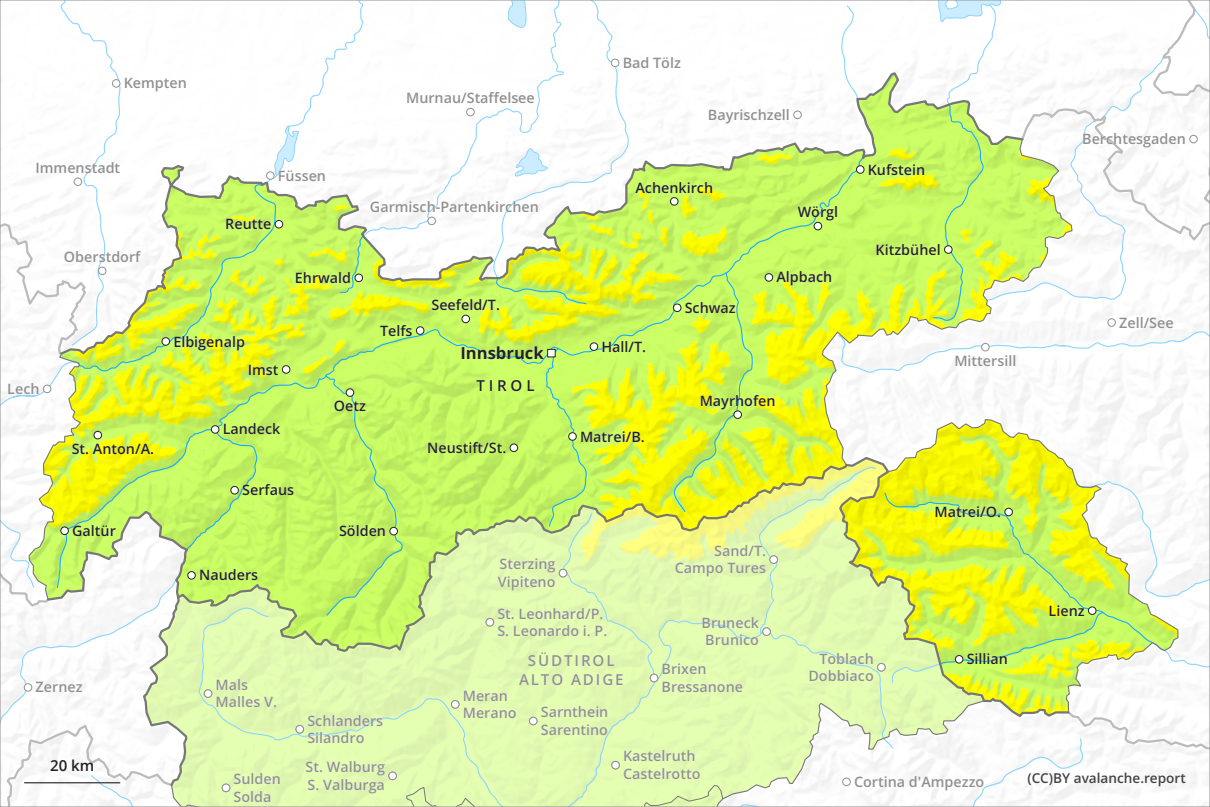 Kempten
Bad Tölz
Murnau/Staffelsee
Bayrischzell
Berchtesgaden
Immenstadt
Füssen
Kufstein
Achenkirch
Garmisch-Partenkirchen
Reutte
Wörgl
Oberstdorf
Kitzbühel
Ehrwald
Alpbach
Seefeld/T.
Schwaz
Telfs
Zell/See
Elbigenalp
Innsbruck
Hall/T.
Mittersill
Imst
TIROL
Lech
Oetz
Mayrhofen
Landeck
Matrei/B.
St. Anton/A.
Neustift/St.
Serfaus
Matrei/O.
Galtür
Sölden
Sand/T.
Campo Tures
Sterzing
Vipiteno
Nauders
St. Leonhard/P.
S. Leonardo i. P.
Lienz
Bruneck
Brunico
SÜDTIROL
ALTO ADIGE
Toblach
Dobbiaco
Sillian
Brixen
Bressanone
Zernez
Mals
Malles V.
Meran
Merano
Sarnthein
Sarentino
Schlanders
Silandro
Kastelruth
Castelrotto
20 km
St. Walburg
S. Valburga
Sulden
Solda
Cortina d'Ampezzo
(CC)BY avalanche.report